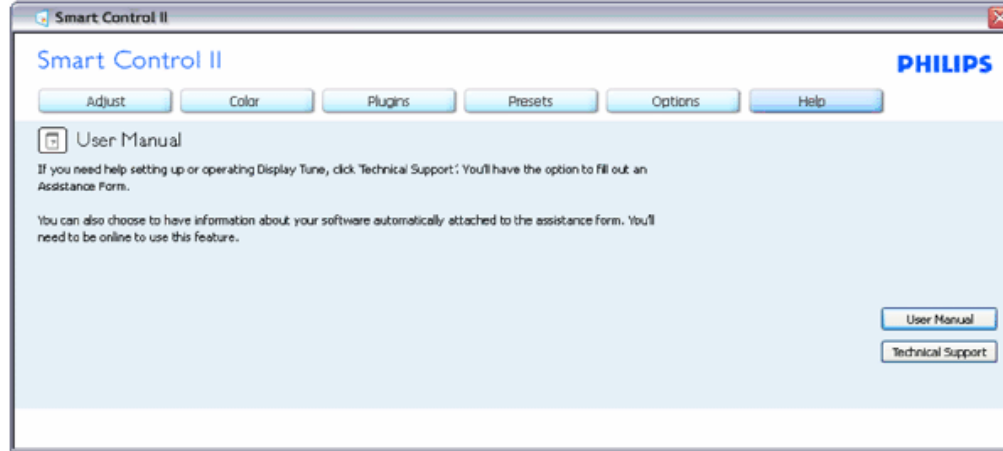 Smart Control II
Smart Control II
PHILIPS
Adjust Color Plugins Presets Options Help
User Manual
If you need help setting up or operating Display Tune, click 'Technical Support'. You'll have the option to fill out an
Assistance Form.
You can also choose to have information about your software automatically attached to the assistance form. You'll
need to be online to use this feature.
User Manual
Technical Support